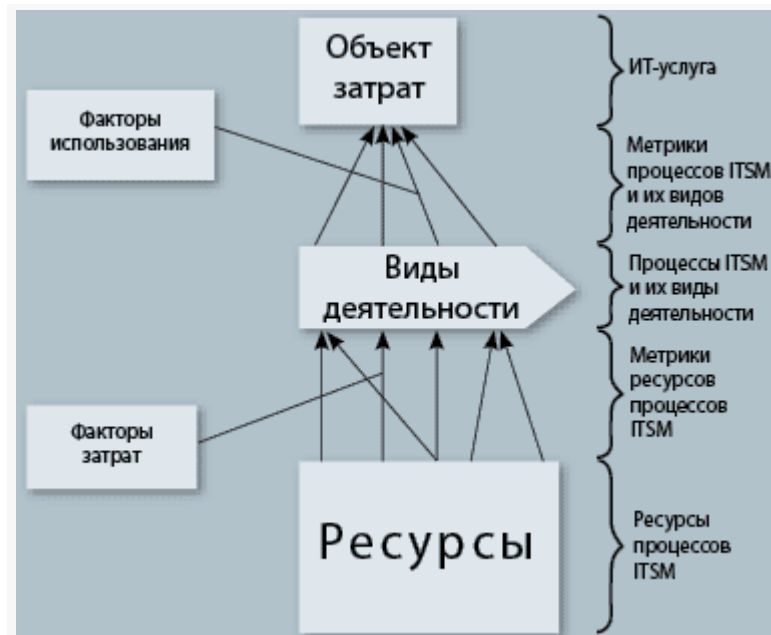 Объект
затрат
ИТ-услуга
Факторы
использования
Метрики
процессов ITSM
и их видов
деятельности
Виды
деятельности
Процессы ITSM
и их виды
деятельности
Метрики
ресурсов
процессов
ITSM
Факторы
затрат
Ресурсы
Ресурсы
процессов
ITSM